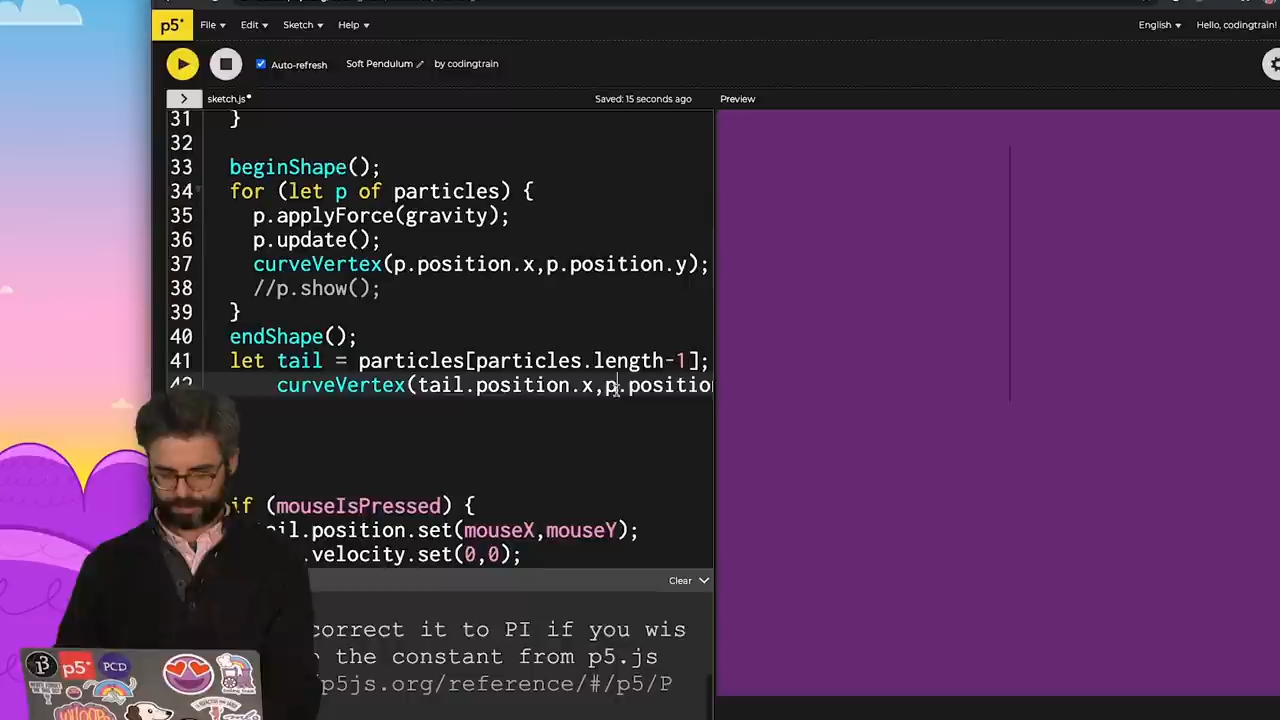 p5* File Edit Sketch Help English Hello, codingtrain!
Auto-refresh Soft Pendulum by codingtrain
> sketch.js Saved: 15 seconds ago Preview
31 }
32
33 beginShape();
34 for (let p of particles) {
35 p.applyForce(gravity);
36 p.update();
37 curveVertex(p.position.x,p.position.y);
38 //p.show();
39 }
40 endShape();
41 let tail = particles[particles.length-1];
42 curveVertex(tail.position.x,p.position
if (mouseIsPressed) {
ail.position.set(mouseX,mouseY);
.velocity.set(0,0);
Clear
correct it to PI if you wis
the constant from p5.js
/p5js.org/reference/#/p5/P
p5* PCD
WHOOPS